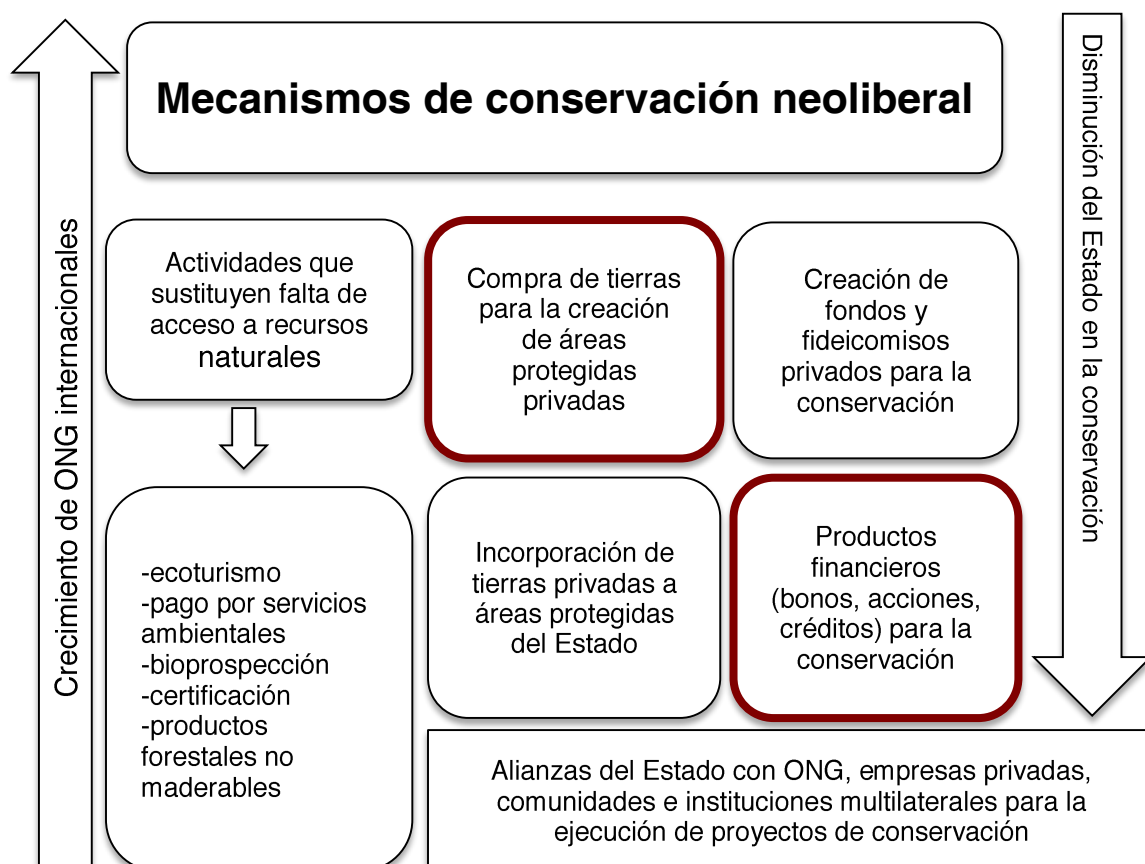 Mecanismos de conservación neoliberal
Crecimiento de ONG internacionales
Disminución del Estado en la conservación
Actividades que
sustituyen falta de
acceso a recursos
naturales
Compra de tierras
para la creación
de áreas
protegidas
privadas
Creación de
fondos y
fideicomisos
privados para la
conservación
-ecoturismo
-pago por servicios
ambientales
-bioprospección
-certificación
-productos
forestales no
maderables
Incorporación de
tierras privadas a
áreas protegidas
del Estado
Productos
financieros
(bonos, acciones,
créditos) para la
conservación
Alianzas del Estado con ONG, empresas privadas,
comunidades e instituciones multilaterales para la
ejecución de proyectos de conservación